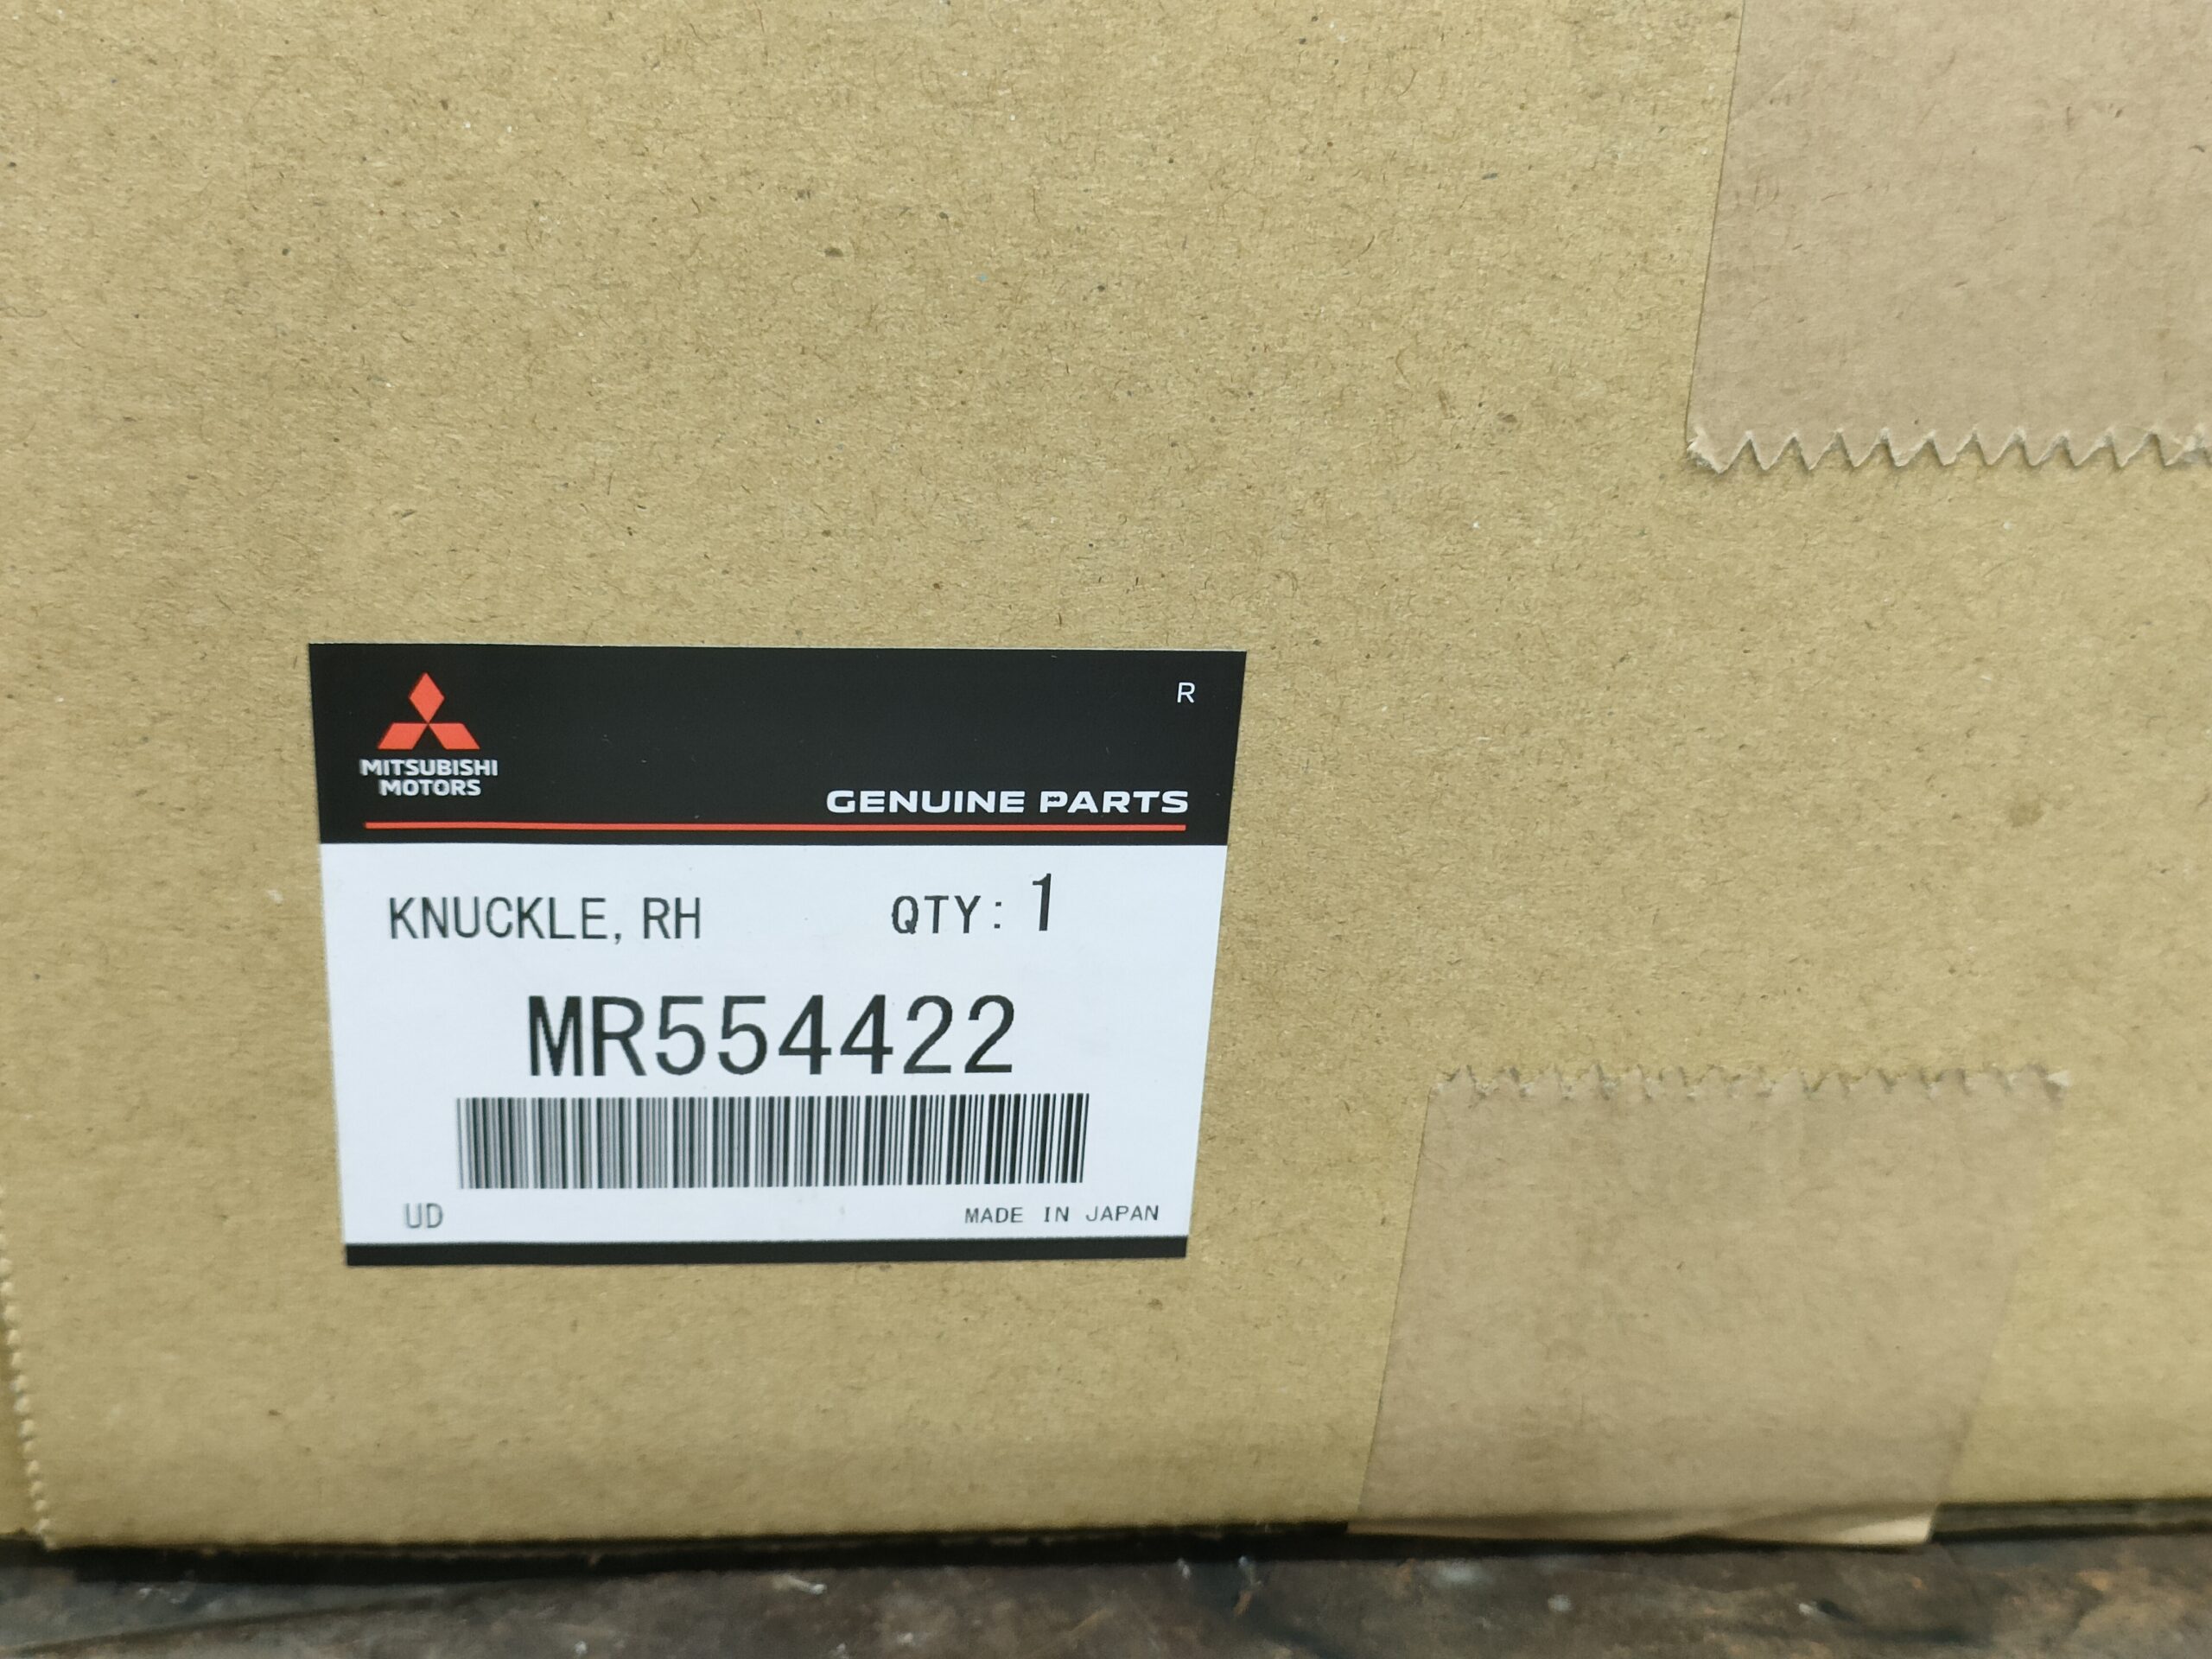 R
MITSUBISHI
MOTORS
GENUINE PARTS
KNUCKLE, RH QTY: 1
MR554422
UD MADE IN JAPAN